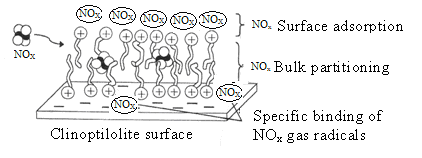 NOx NOx NOx NOx NOx NOx
NOx Surface adsorption
NOx
NOx Bulk partitioning
NOx
NOx
Specific binding of
NOx gas radicals
Clinoptilolite surface